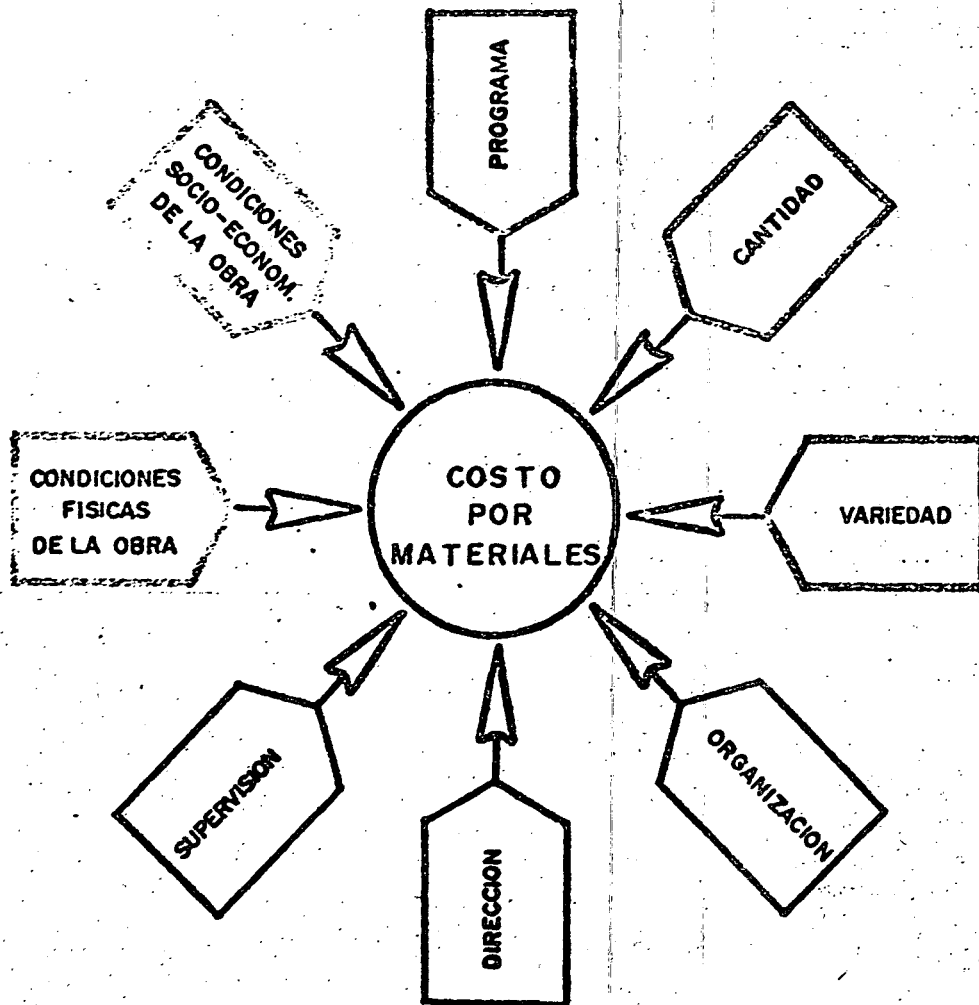 PROGRAMA
CANTIDAD
VARIEDAD
ORGANIZACION
DIRECCION
SUPERVISION
CONDICIONES
FISICAS
DE LA OBRA
CONDICIONES
SOCIO-ECONOM.
DE LA OBRA
COSTO
POR
MATERIALES